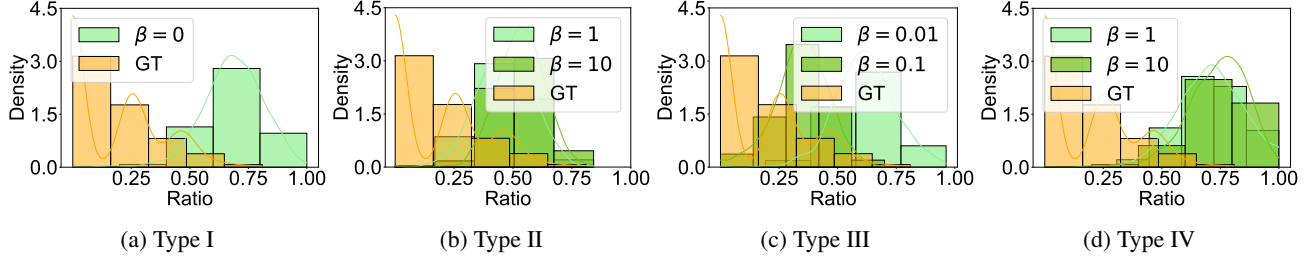 4.5
3.0
1.5
0.0
Density
β = 0
GT
0.25 0.50 0.75 1.00
Ratio
(a) Type I
4.5
3.0
1.5
0.0
Density
β = 1
β = 10
GT
0.25 0.50 0.75 1.00
Ratio
(b) Type II
4.5
3.0
1.5
0.0
Density
β = 0.01
β = 0.1
GT
0.25 0.50 0.75 1.00
Ratio
(c) Type III
4.5
3.0
1.5
0.0
Density
β = 1
β = 10
GT
0.25 0.50 0.75 1.00
Ratio
(d) Type IV